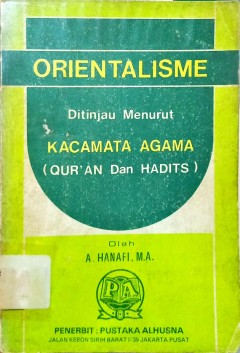 ORIENTALISME
Ditinjau Menurut
KACAMATA AGAMA
(QUR'AN Dan HADITS)
Oleh
A. HANAFI, M.A.
PA
PENERBIT : PUSTAKA ALHUSNA
JALAN KEBON SIRIH BARAT I/39 JAKARTA PUSAT